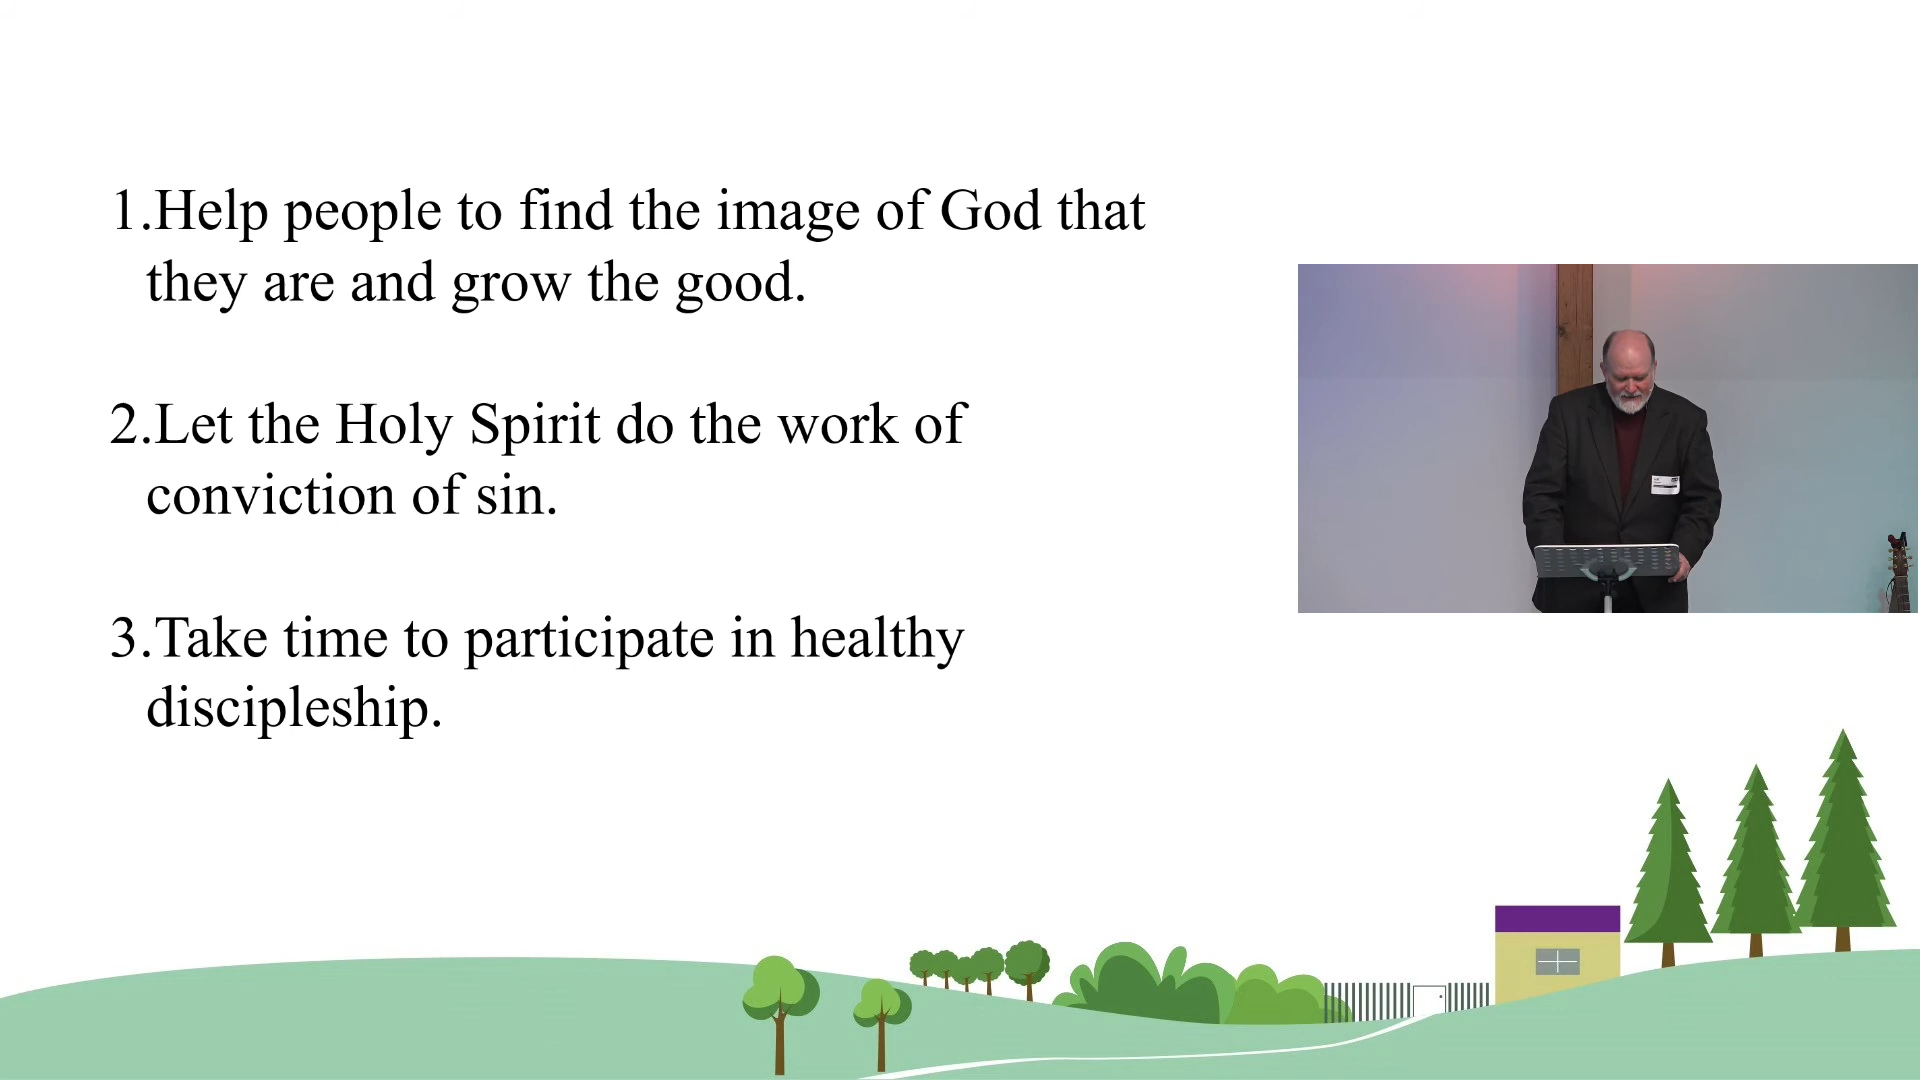 1.Help people to find the image of God that
they are and grow the good.
2.Let the Holy Spirit do the work of
conviction of sin.
3.Take time to participate in healthy
discipleship.